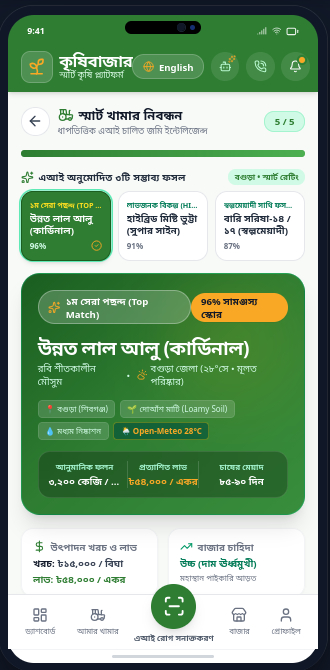 9:41
কৃষিবাজার
স্মার্ট কৃষি প্ল্যাটফর্ম
English
স্মার্ট খামার নিবন্ধন
ধাপভিত্তিক এআই চালিত জমি ইন্টেলিজেন্স
5 / 5
এআই অনুমোদিত ৩টি সম্ভাব্য ফসল
বগুড়া • স্মার্ট রেটিং
১ম সেরা পছন্দ (TOP ...
উন্নত লাল আলু
(কার্ডিনাল)
96%
লাভজনক বিকল্প (HI...
হাইব্রিড মিষ্টি ভুট্টা
(সুপার সাইন)
91%
স্বল্পমেয়াদী সাথি ফস...
বারি সরিষা-১৪ /
১৭ (স্বল্পমেয়াদী)
87%
১ম সেরা পছন্দ (Top
Match)
96% সামঞ্জস্য
স্কোর
উন্নত লাল আলু (কার্ডিনাল)
রবি শীতকালীন
মৌসুম
•
বগুড়া জেলা (২৮°সে • মূলত
পরিষ্কার)
বগুড়া (শিবগঞ্জ)
দোআঁশ মাটি (Loamy Soil)
মধ্যম নিষ্কাশন
Open-Meteo 28°C
আনুমানিক ফলন
৩,২০০ কেজি / ...
প্রত্যাশিত লাভ
৳৫৪,০০০ / একর
চাষের মেয়াদ
৮৫-৯০ দিন
উৎপাদন খরচ ও লাভ
খরচ: ৳১৫,০০০ / বিঘা
লাভ: ৳৫৪,০০০ / একর
বাজার চাহিদা
উচ্চ (দাম ঊর্ধ্বমুখী)
মহাস্থান পাইকারি আড়ত
ড্যাশবোর্ড
আমার খামার
এআই রোগ সনাক্তকরণ
বাজার
প্রোফাইল